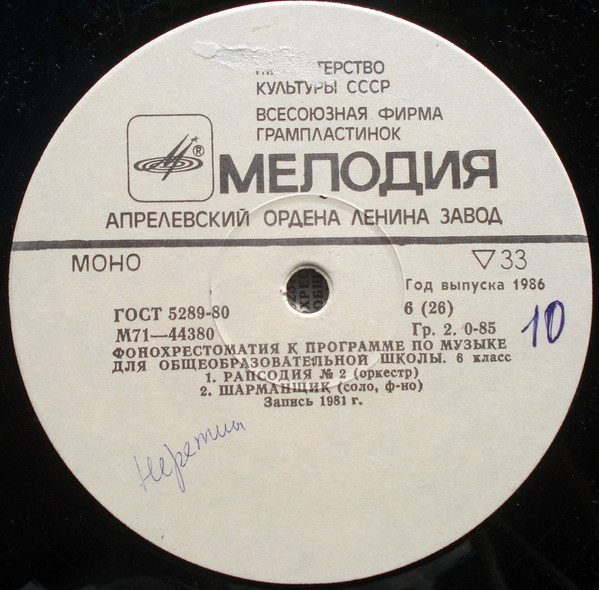 КУЛЬТУРЫ СССР
ВСЕСОЮЗНАЯ ФИРМА
ГРАМПЛАСТИНОК
®
МЕЛОДИЯ
АПРЕЛЕВСКИЙ ОРДЕНА ЛЕНИНА ЗАВОД
МОНО ▽33
Год выпуска 1986
ГОСТ 5289-80 6 (26)
М71—44380 Гр. 2. 0-85
10
ФОНОХРЕСТОМАТИЯ К ПРОГРАММЕ ПО МУЗЫКЕ
ДЛЯ ОБЩЕОБРАЗОВАТЕЛЬНОЙ ШКОЛЫ. 6 класс
1. РАПСОДИЯ № 2 (оркестр)
2. ШАРМАНЩИК (соло, ф-но)
Запись 1981 г.